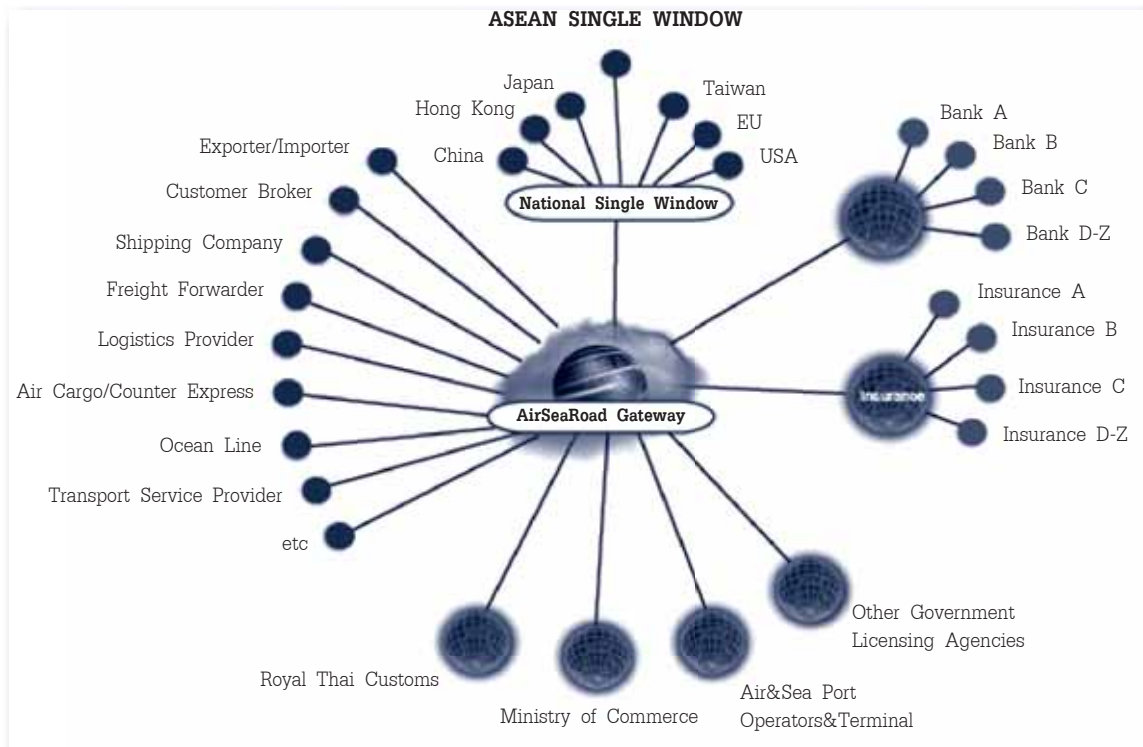 ASEAN SINGLE WINDOW
Japan
Taiwan
Hong Kong
EU
China
USA
National Single Window
Exporter/Importer
Customer Broker
Shipping Company
Freight Forwarder
Logistics Provider
Air Cargo/Counter Express
Ocean Line
Transport Service Provider
etc
Bank A
Bank B
Bank C
Bank D-Z
Insurance A
Insurance B
Insurance C
Insurance D-Z
Insurance
AirSeaRoad Gateway
Royal Thai Customs
Ministry of Commerce
Air&Sea Port
Operators&Terminal
Other Government
Licensing Agencies